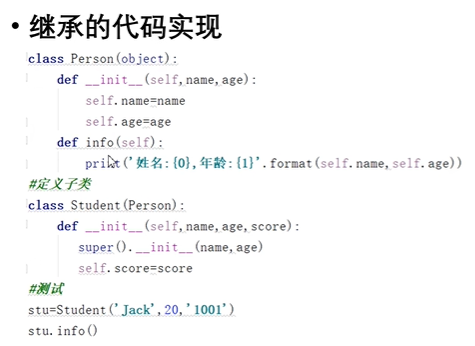 • 继承的代码实现
class Person(object):
    def __init__(self,name,age):
        self.name=name
        self.age=age
    def info(self):
        print('姓名:{0},年龄:{1}'.format(self.name,self.age))
#定义子类
class Student(Person):
    def __init__(self,name,age,score):
        super().__init__(name,age)
        self.score=score
#测试
stu=Student('Jack',20,'1001')
stu.info()